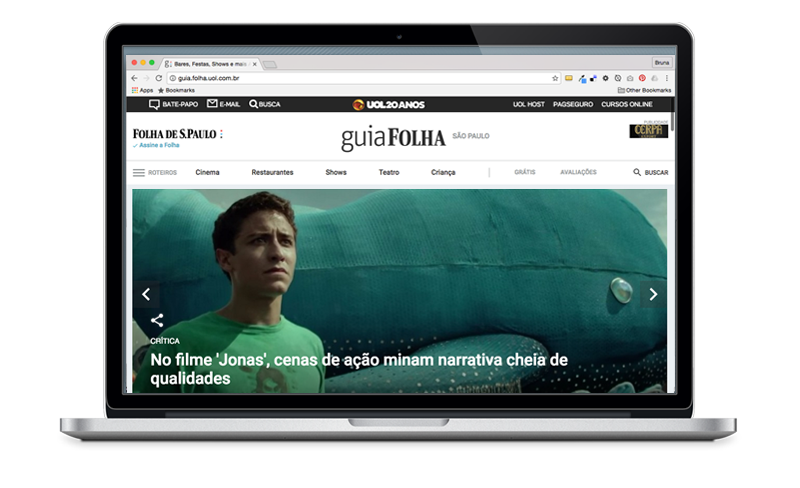 Bares, Festas, Shows e mais
Bruna
guia.folha.uol.com.br
Apps
Bookmarks
Other Bookmarks
BATE-PAPO
E-MAIL
BUSCA
UOL 20 ANOS
UOL HOST
PAGSEGURO
CURSOS ONLINE
FOLHA DE S.PAULO
Assine a Folha
guia FOLHA
SÃO PAULO
PUBLICIDADE
CERPA
ROTEIROS
Cinema
Restaurantes
Shows
Teatro
Criança
GRÁTIS
AVALIAÇÕES
BUSCAR
CRÍTICA
No filme 'Jonas', cenas de ação minam narrativa cheia de
qualidades